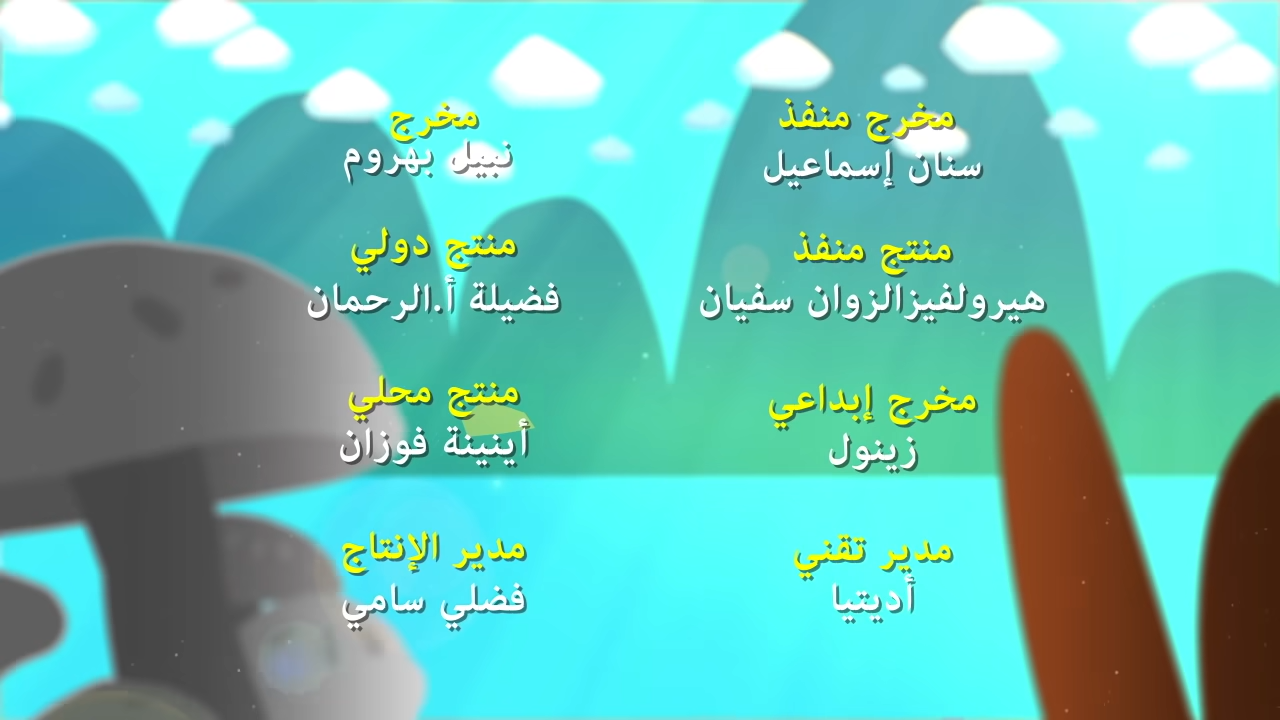 مخرج منفذ
سنان إسماعيل
مخرج
نبيل بهروم
منتج منفذ
هيرولفيزالزوان سفيان
منتج دولي
فضيلة أ.الرحمان
مخرج إبداعي
زينول
منتج محلي
أينينة فوزان
مدير تقني
أديتيا
مدير الإنتاج
فضلي سامي